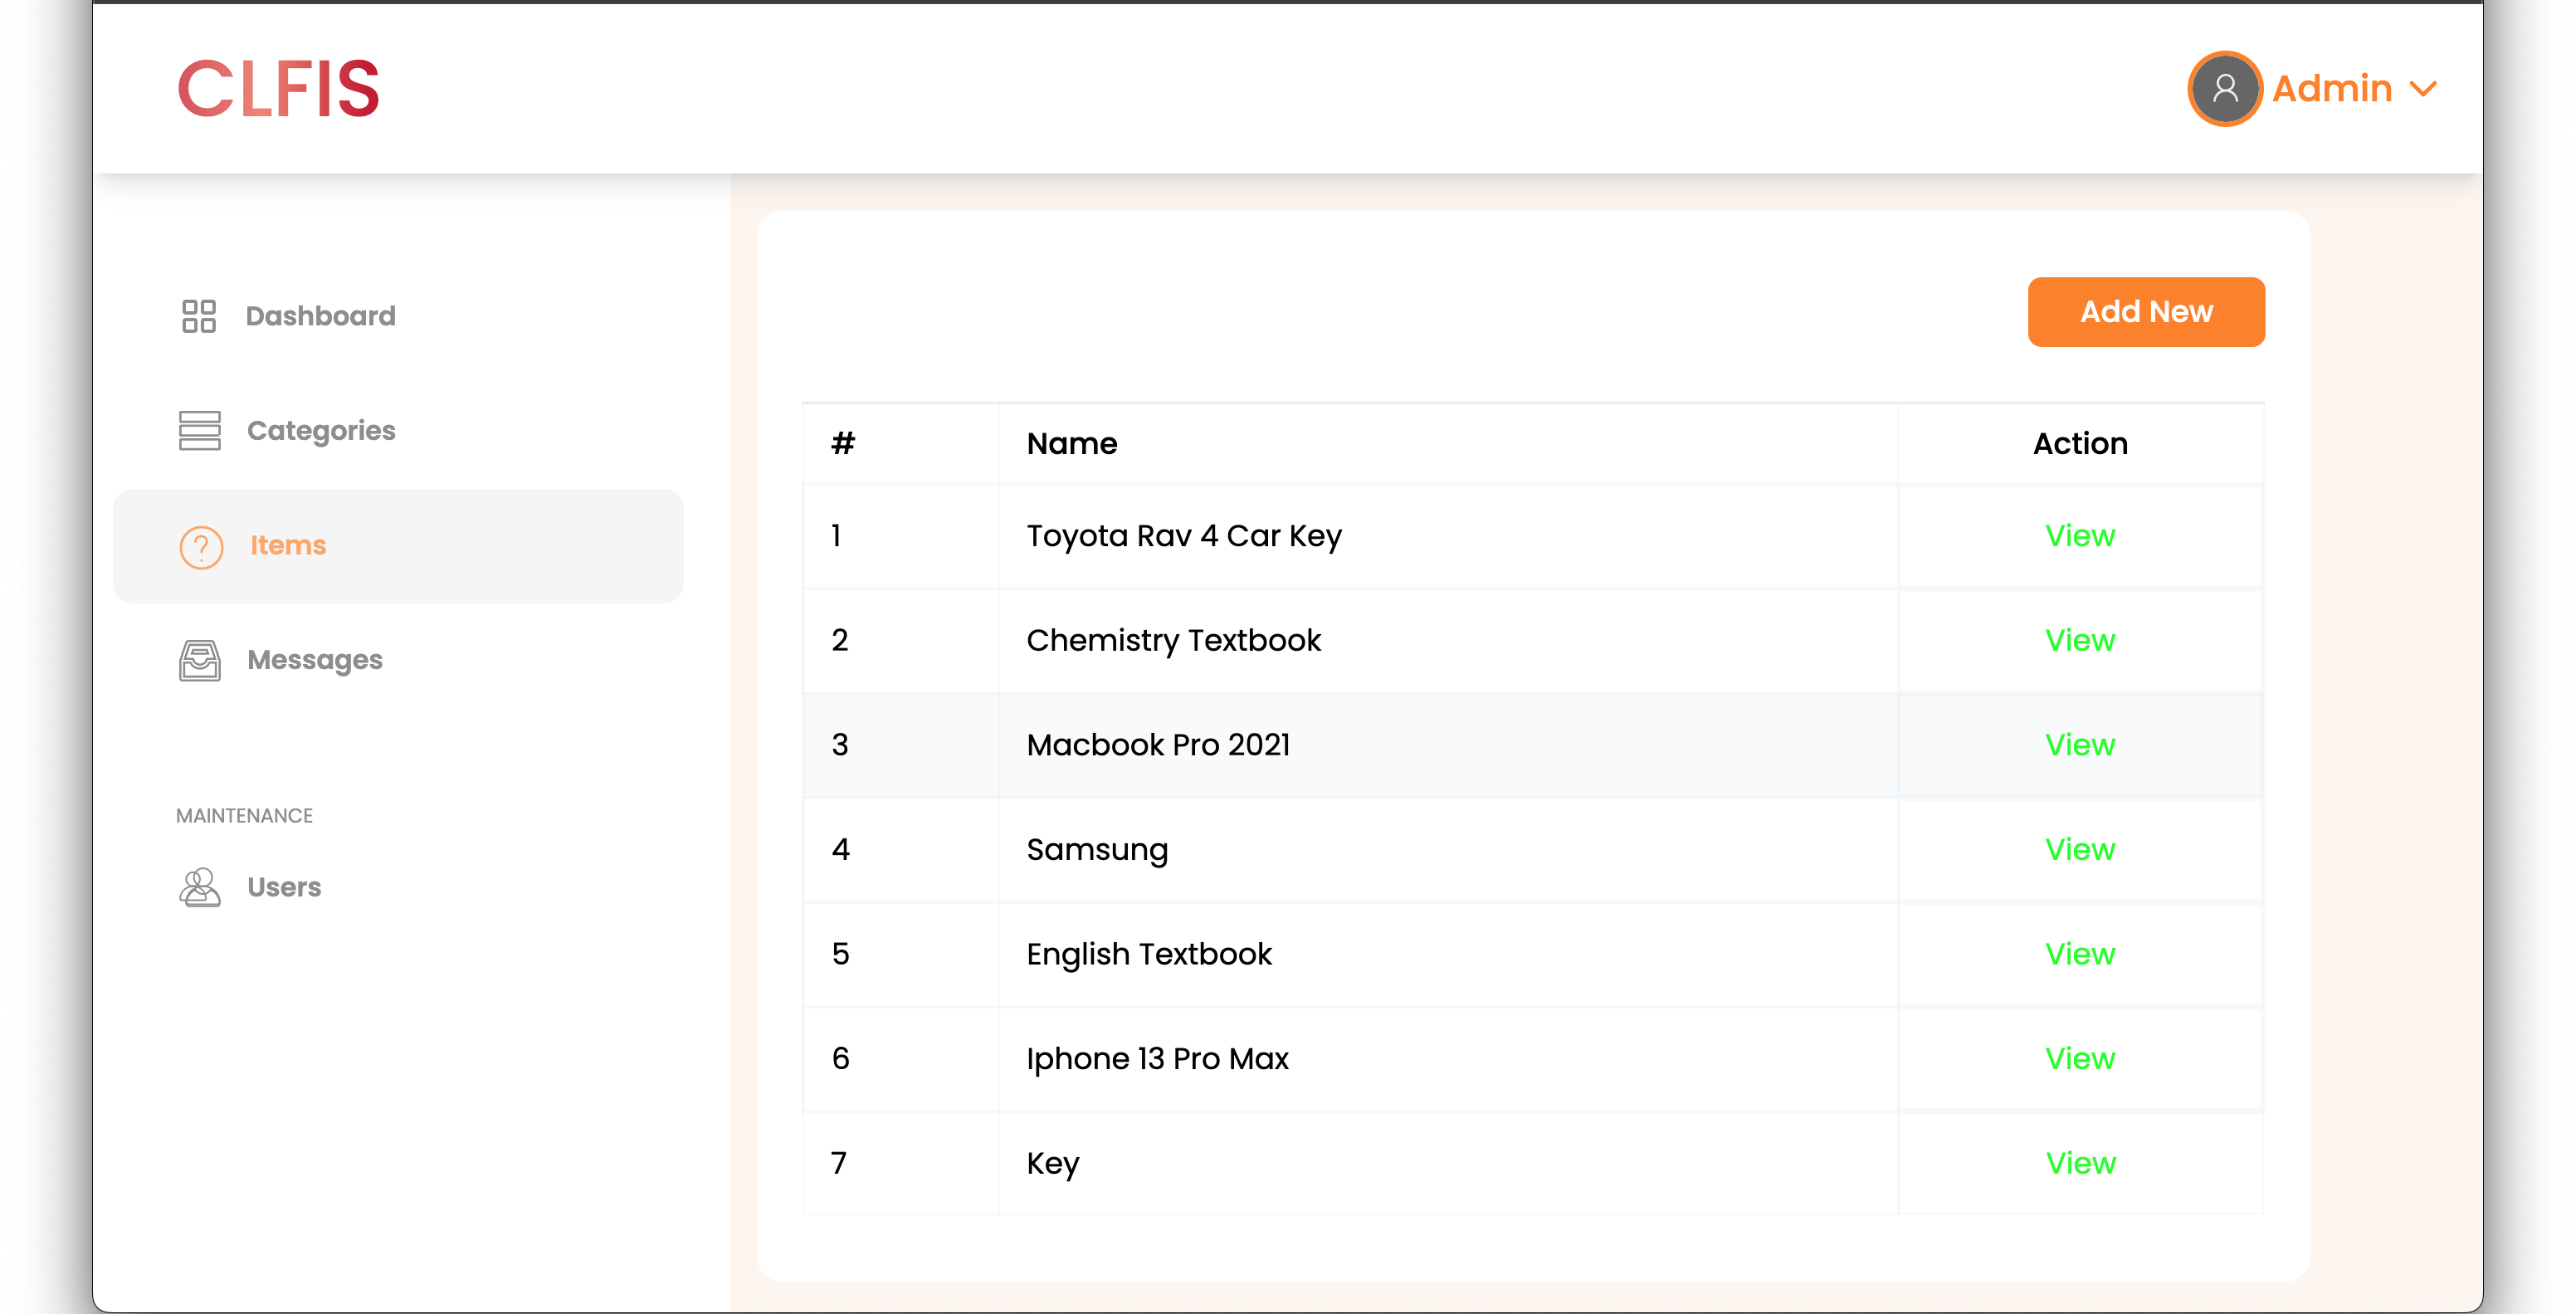 CLFIS
Admin
Dashboard
Categories
Items
Messages
MAINTENANCE
Users
Add New
# Name Action
1 Toyota Rav 4 Car Key View
2 Chemistry Textbook View
3 Macbook Pro 2021 View
4 Samsung View
5 English Textbook View
6 Iphone 13 Pro Max View
7 Key View